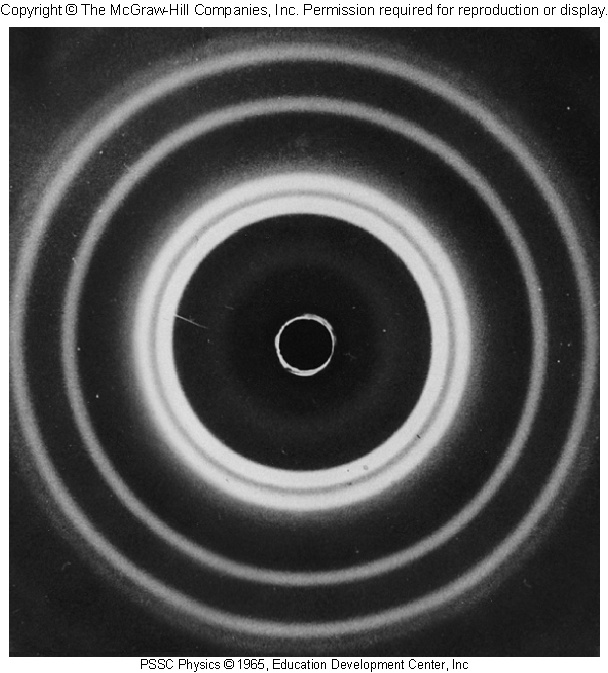 Copyright © The McGraw-Hill Companies, Inc. Permission required for reproduction or display.
PSSC Physics © 1965, Education Development Center, Inc